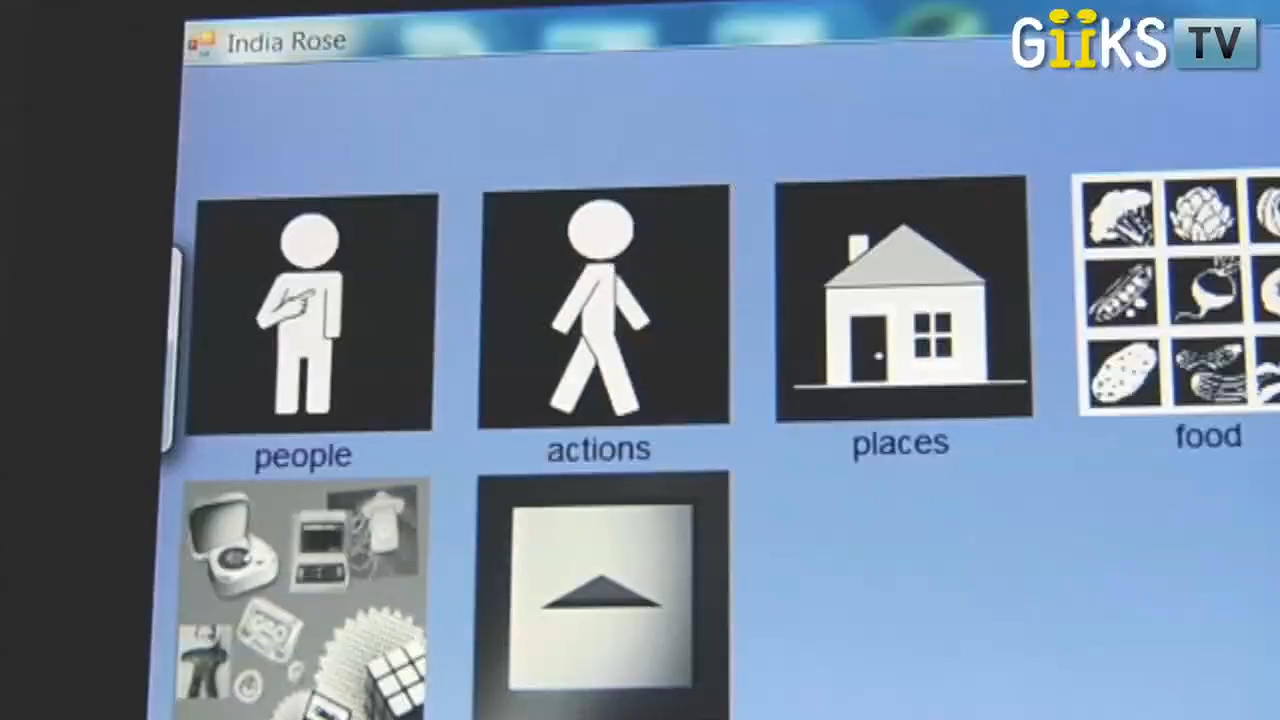 India Rose
GiiKS TV
people
actions
places
food